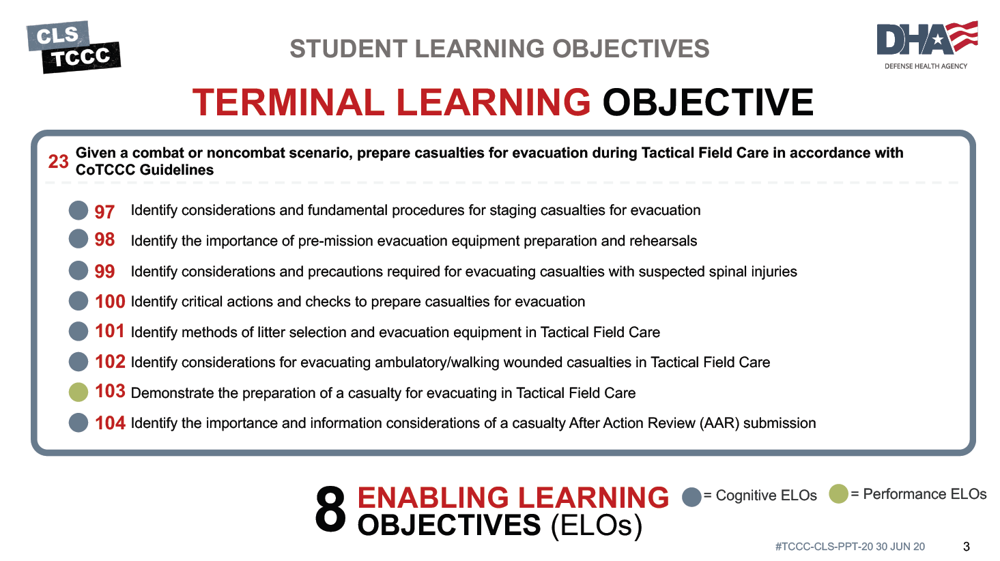 CLS
TCCC
STUDENT LEARNING OBJECTIVES
DHA
DEFENSE HEALTH AGENCY
TERMINAL LEARNING OBJECTIVE
23 Given a combat or noncombat scenario, prepare casualties for evacuation during Tactical Field Care in accordance with
CoTCCC Guidelines
97 Identify considerations and fundamental procedures for staging casualties for evacuation
98 Identify the importance of pre-mission evacuation equipment preparation and rehearsals
99 Identify considerations and precautions required for evacuating casualties with suspected spinal injuries
100 Identify critical actions and checks to prepare casualties for evacuation
101 Identify methods of litter selection and evacuation equipment in Tactical Field Care
102 Identify considerations for evacuating ambulatory/walking wounded casualties in Tactical Field Care
103 Demonstrate the preparation of a casualty for evacuating in Tactical Field Care
104 Identify the importance and information considerations of a casualty After Action Review (AAR) submission
8 ENABLING LEARNING
OBJECTIVES (ELOs)
= Cognitive ELOs
= Performance ELOs
#TCCC-CLS-PPT-20 30 JUN 20
3